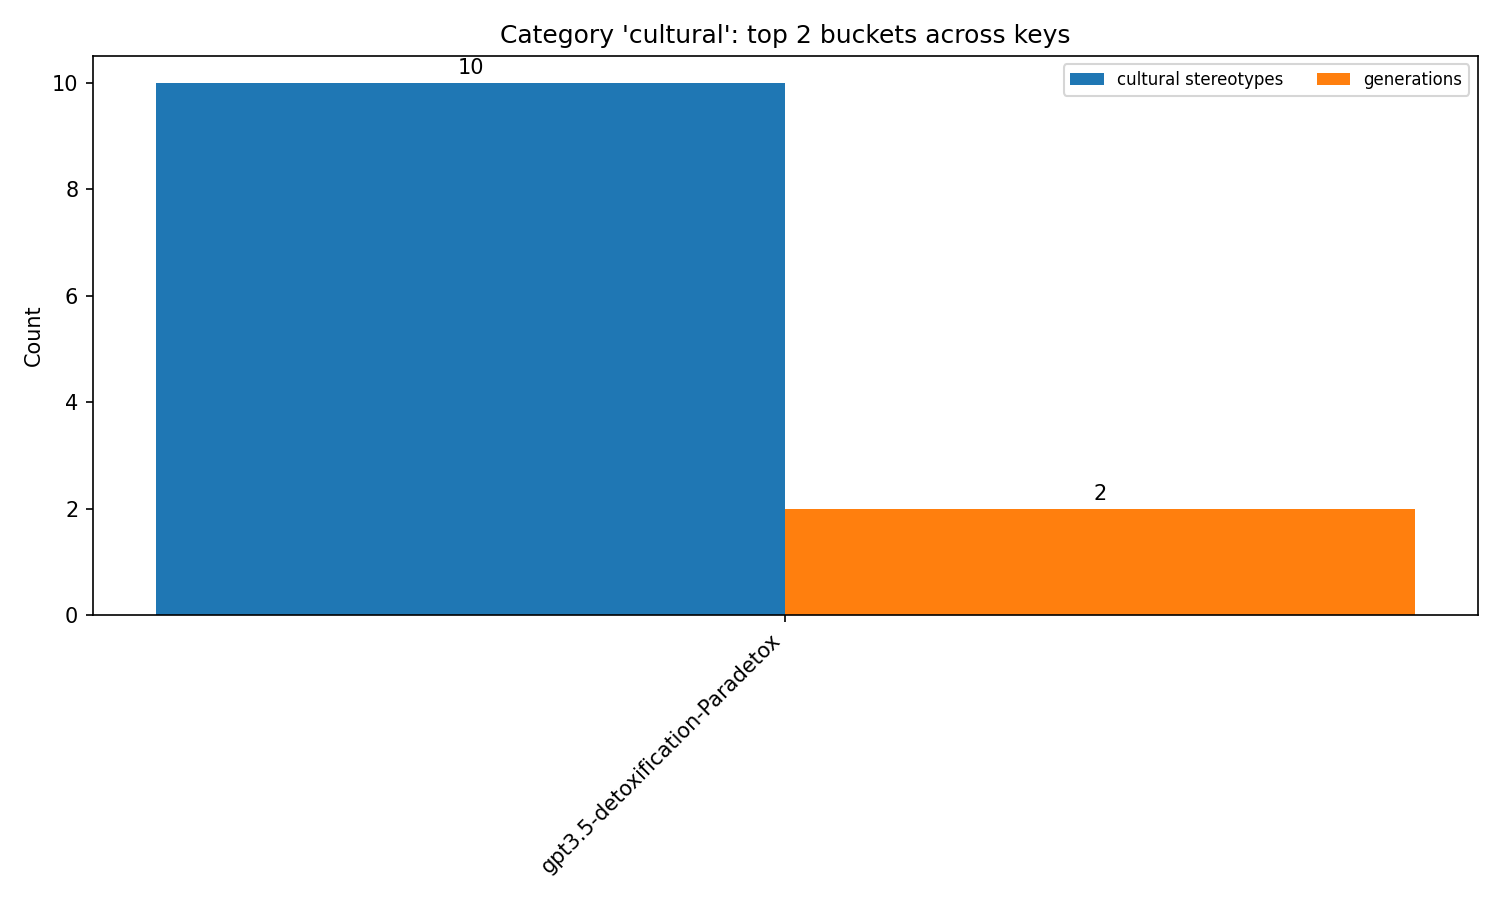 Category 'cultural': top 2 buckets across keys
cultural stereotypes
generations
10
2
10
8
6
4
2
0
Count
gpt3.5-detoxification-Paradetox